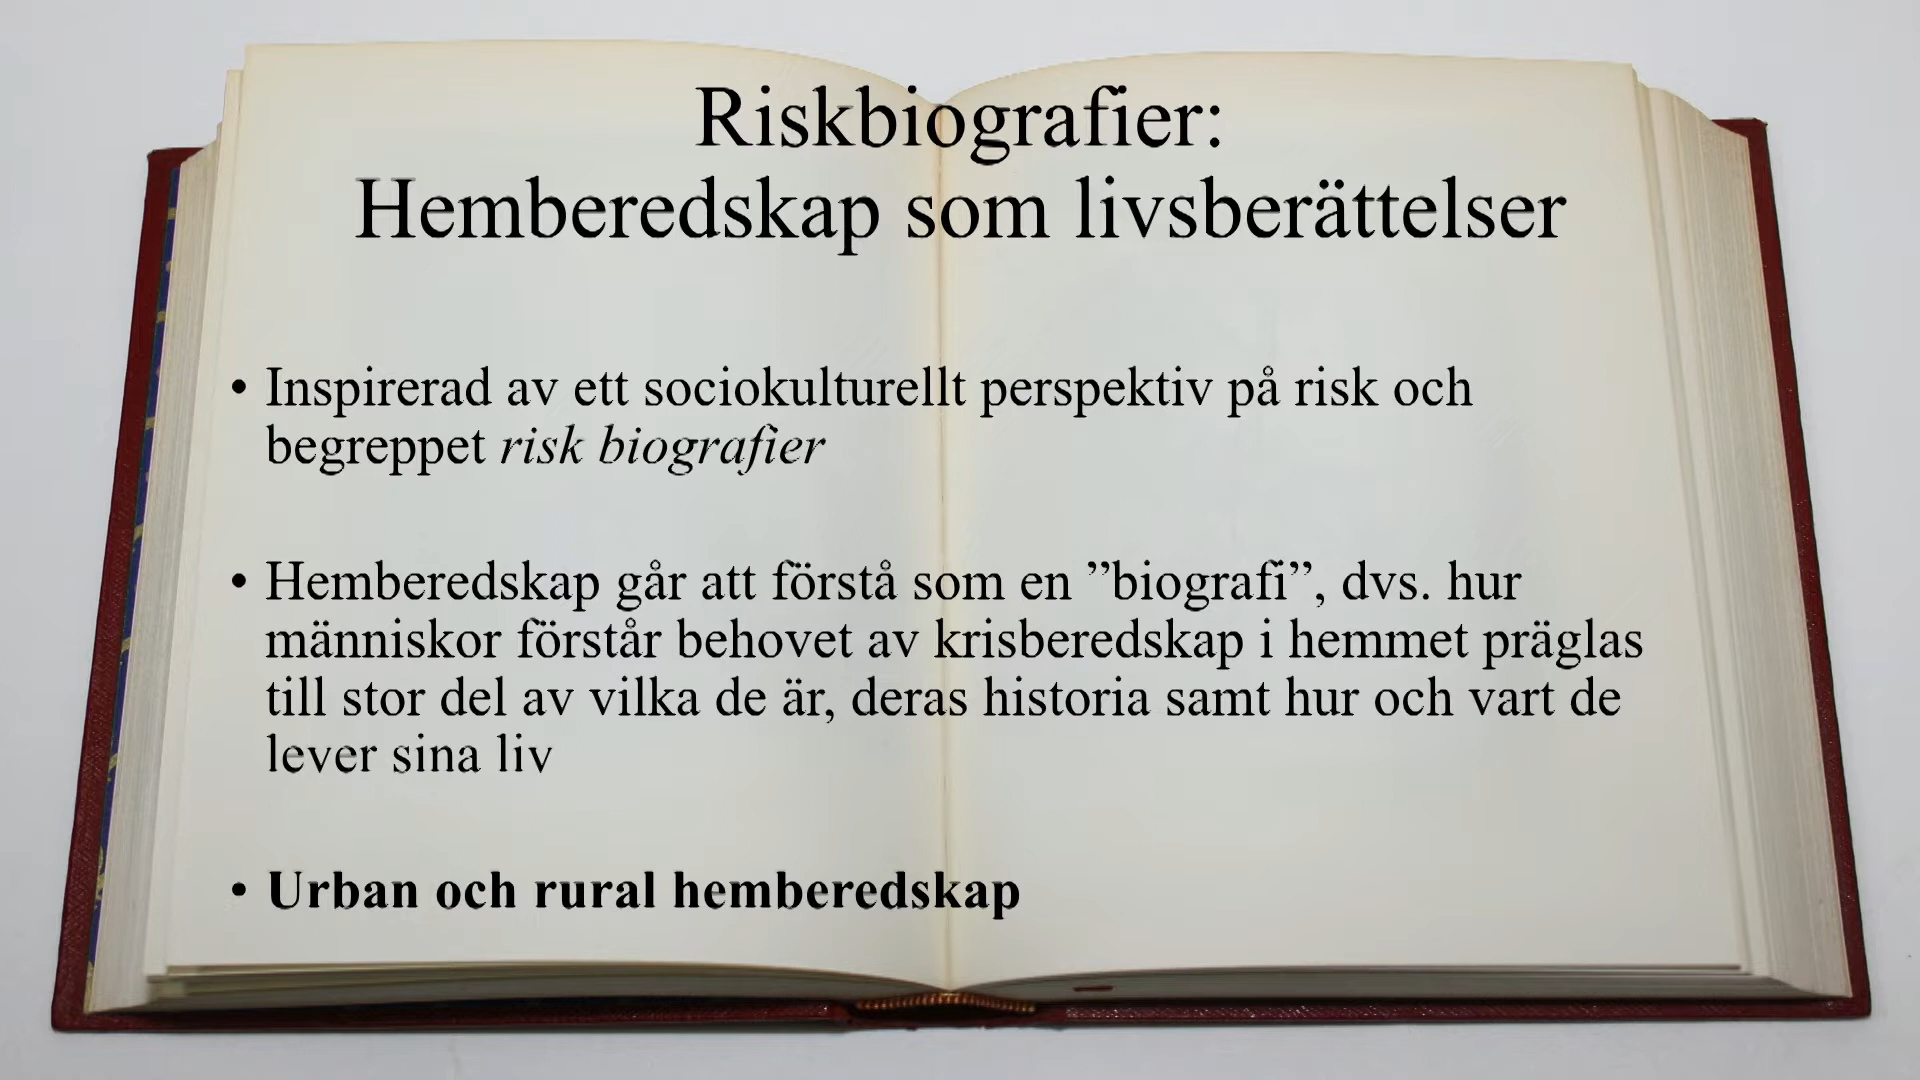 Riskbiografier:
Hemberedskap som livsberättelser
• Inspirerad av ett sociokulturellt perspektiv på risk och
begreppet risk biografier
• Hemberedskap går att förstå som en ”biografi”, dvs. hur
människor förstår behovet av krisberedskap i hemmet präglas
till stor del av vilka de är, deras historia samt hur och vart de
lever sina liv
• Urban och rural hemberedskap